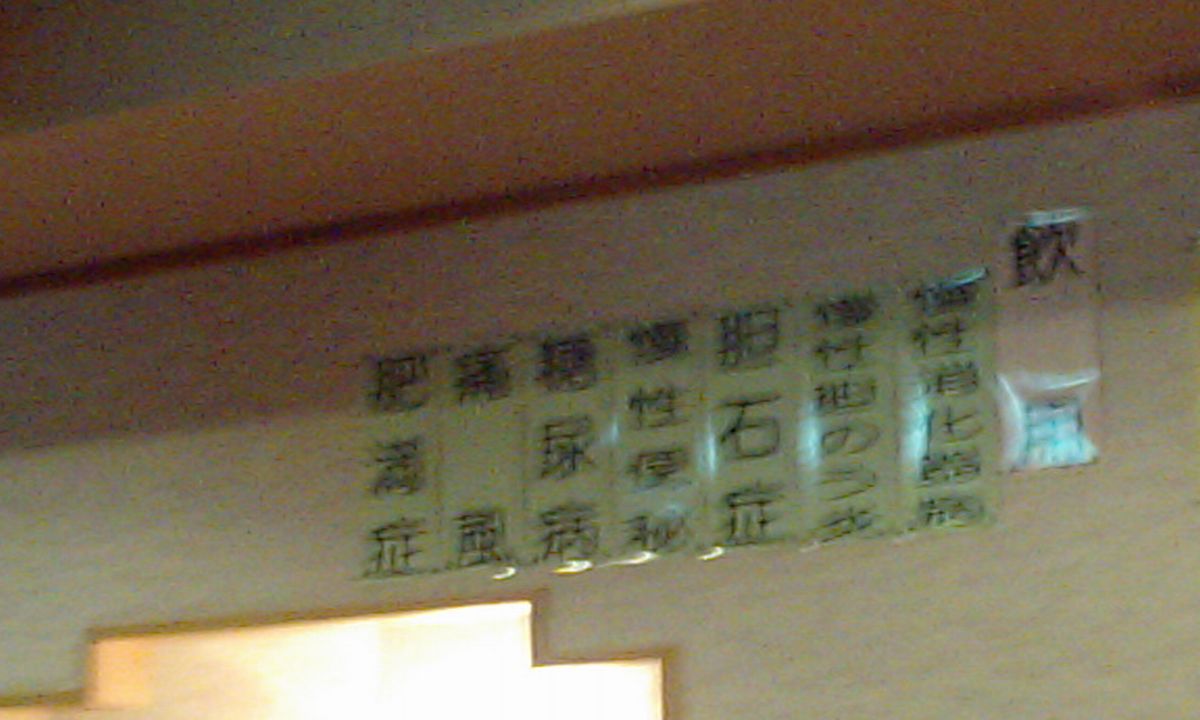 飲用
慢性消化器病
慢性胆のう炎
胆石症
慢性便秘
糖尿病
痛風
肥満症